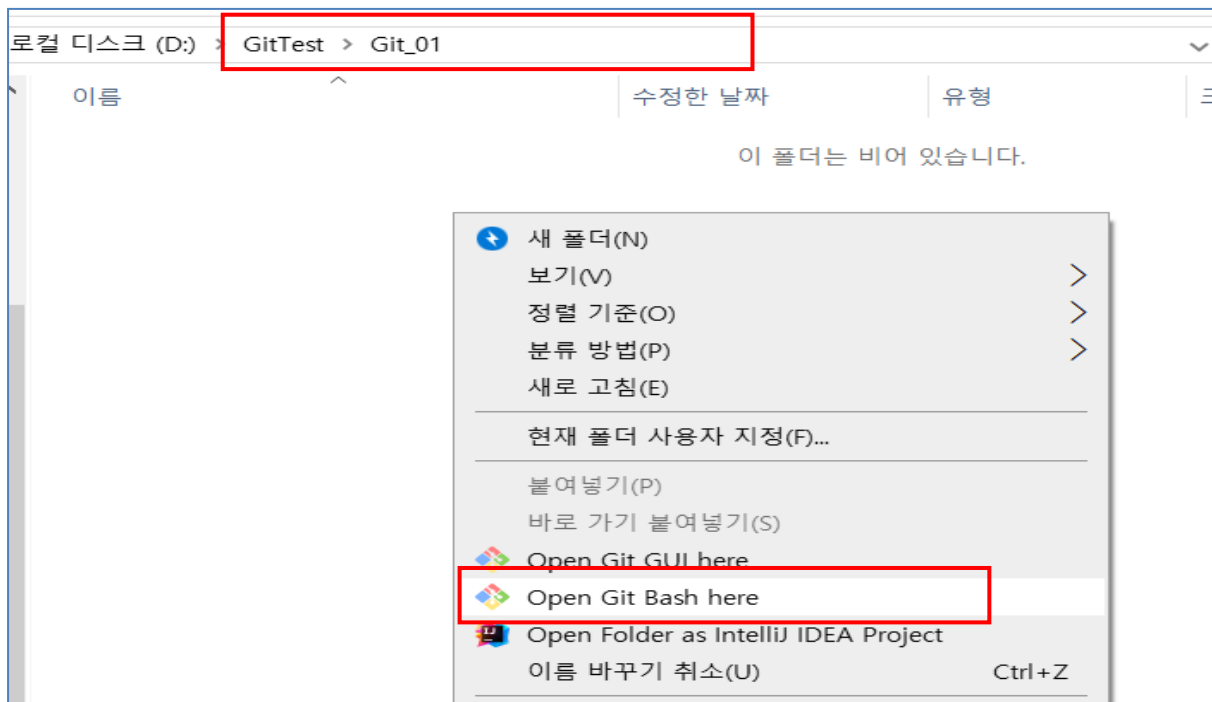 로컬 디스크 (D:) > GitTest > Git_01
이름 수정한 날짜 유형
이 폴더는 비어 있습니다.
새 폴더(N)
보기(V)
정렬 기준(O)
분류 방법(P)
새로 고침(E)
현재 폴더 사용자 지정(F)...
붙여넣기(P)
바로 가기 붙여넣기(S)
Open Git GUI here
Open Git Bash here
Open Folder as IntelliJ IDEA Project
이름 바꾸기 취소(U) Ctrl+Z